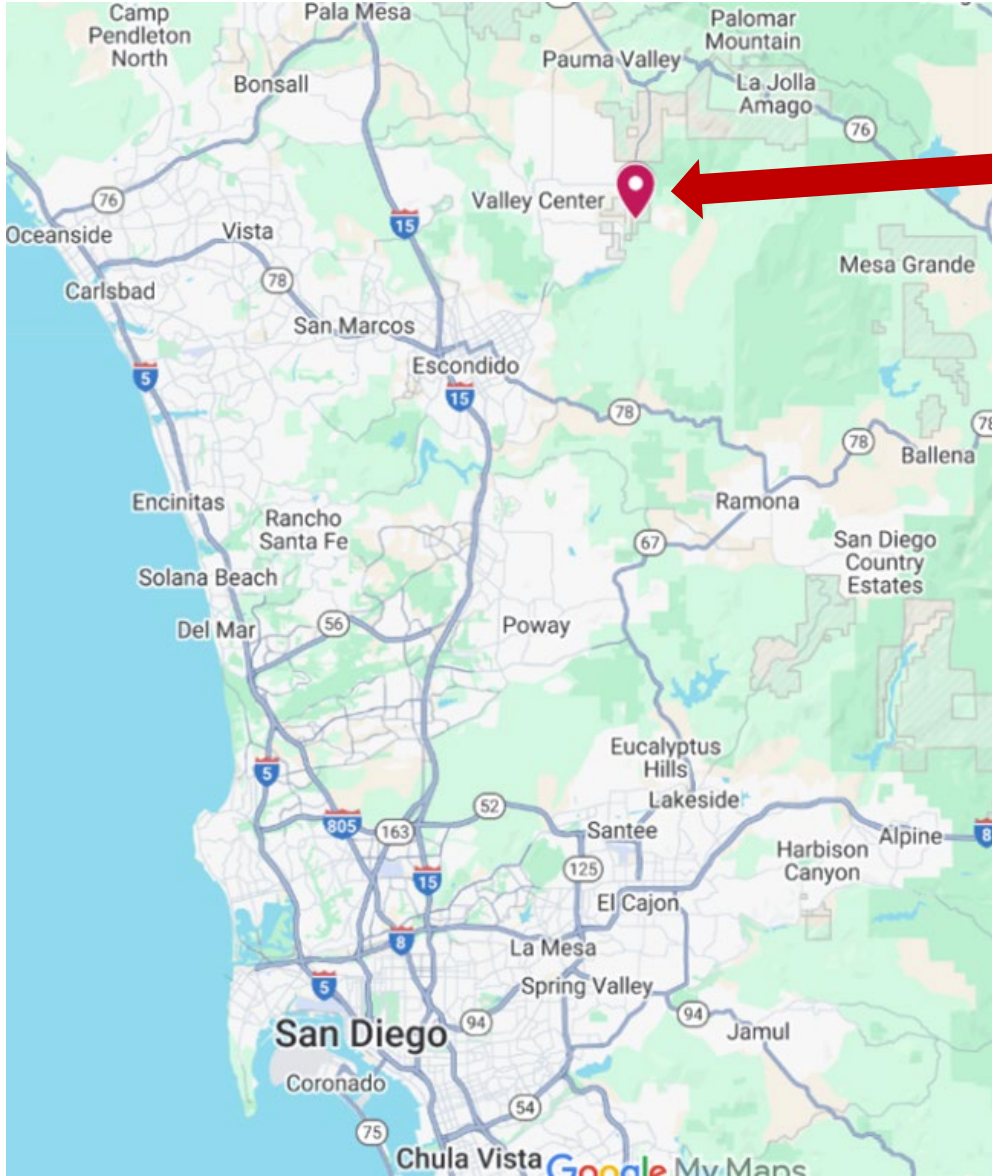 Camp
Pendleton
North
Pala Mesa
Palomar
Mountain
Pauma Valley
Bonsall
La Jolla
Amago
76
76
Valley Center
15
Oceanside
Vista
Mesa Grande
78
Carlsbad
San Marcos
Escondido
5
15
78
78
78
Ballena
Encinitas
Ramona
Rancho
Santa Fe
67
San Diego
Country
Estates
Solana Beach
Del Mar
56
Poway
Eucalyptus
Hills
5
Lakeside
52
805
163
Santee
Alpine
8
Harbison
Canyon
125
15
El Cajon
8
La Mesa
5
Spring Valley
94
94
San Diego
Jamul
Coronado
54
75
Chula Vista
Google My Maps